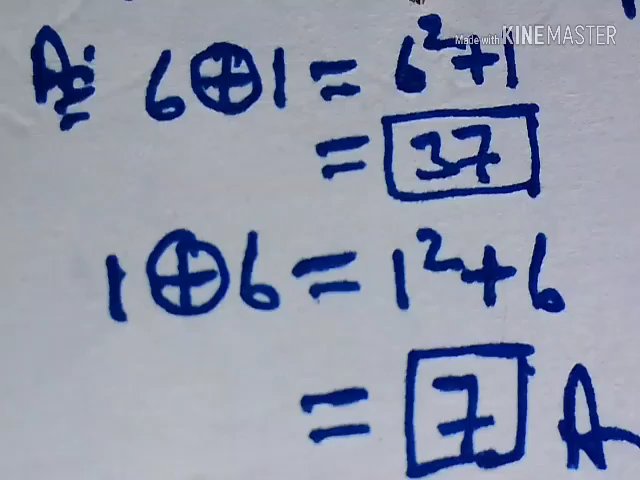 Made with KINEMASTER
A: 6 ⊕ 1 = 6² + 1
= 37
1 ⊕ 6 = 1² + 6
= 7 A